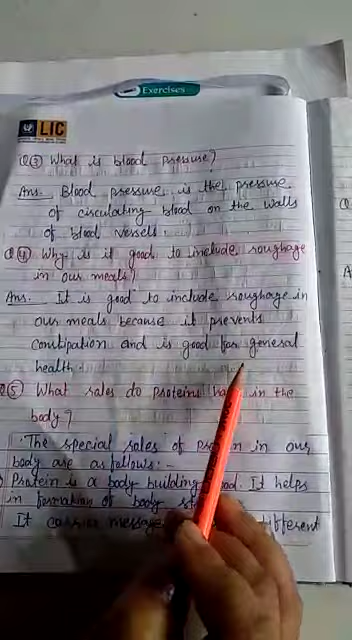 Exercises
LIC
Q③ What is blood pressure?
Ans. Blood pressure is the pressure
of circulating blood on the walls
of blood vessels.
Q④ Why is it good to include roughage
in our meals?
Ans. It is good to include roughage in
our meals because it prevents
contipation and is good for general
health.
Q⑤ What roles do proteins in the
body?
The special roles of in our
body are as follows:-
Protein is a body building. It helps
in formation of body
It carries message different